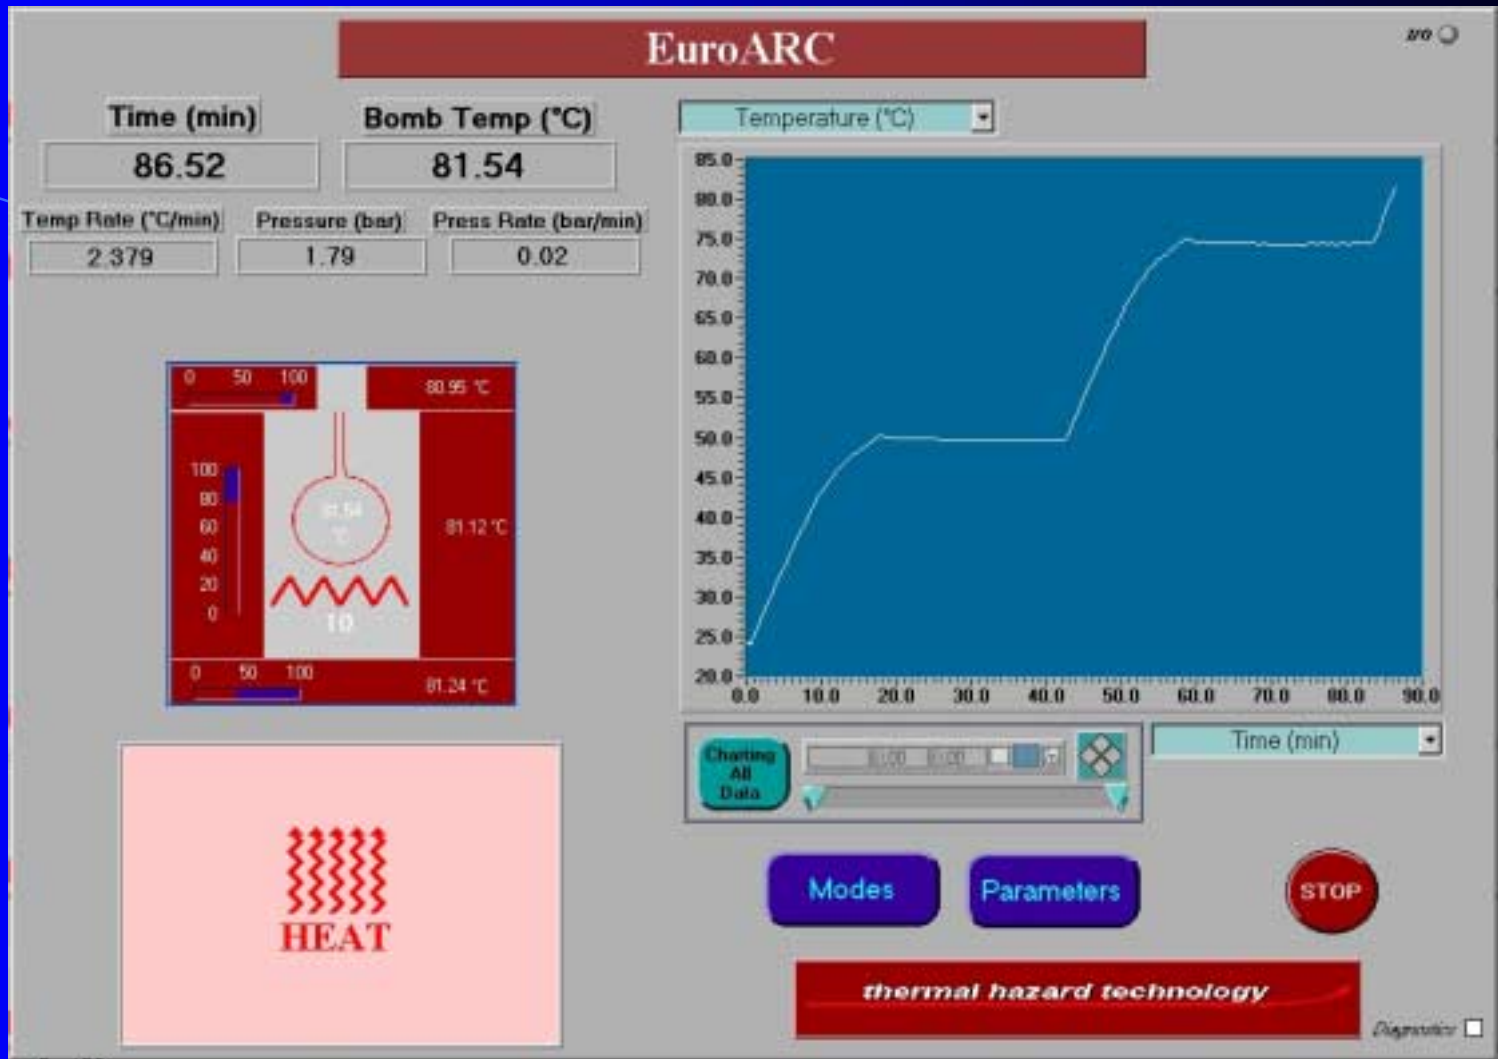 EuroARC
I/O
Time (min)
86.52
Bomb Temp (°C)
81.54
Temp Rate (°C/min)
2.379
Pressure (bar)
1.79
Press Rate (bar/min)
0.02
0 50 100
80.95 °C
100
80
60
40
20
0
81.54
°C
81.12 °C
10
0 50 100
81.24 °C
HEAT
Temperature (°C)
85.0
80.0
75.0
70.0
65.0
60.0
55.0
50.0
45.0
40.0
35.0
30.0
25.0
20.0
0.0 10.0 20.0 30.0 40.0 50.0 60.0 70.0 80.0 90.0
Time (min)
Charting
All
Data
Modes
Parameters
STOP
thermal hazard technology
Diagnostics